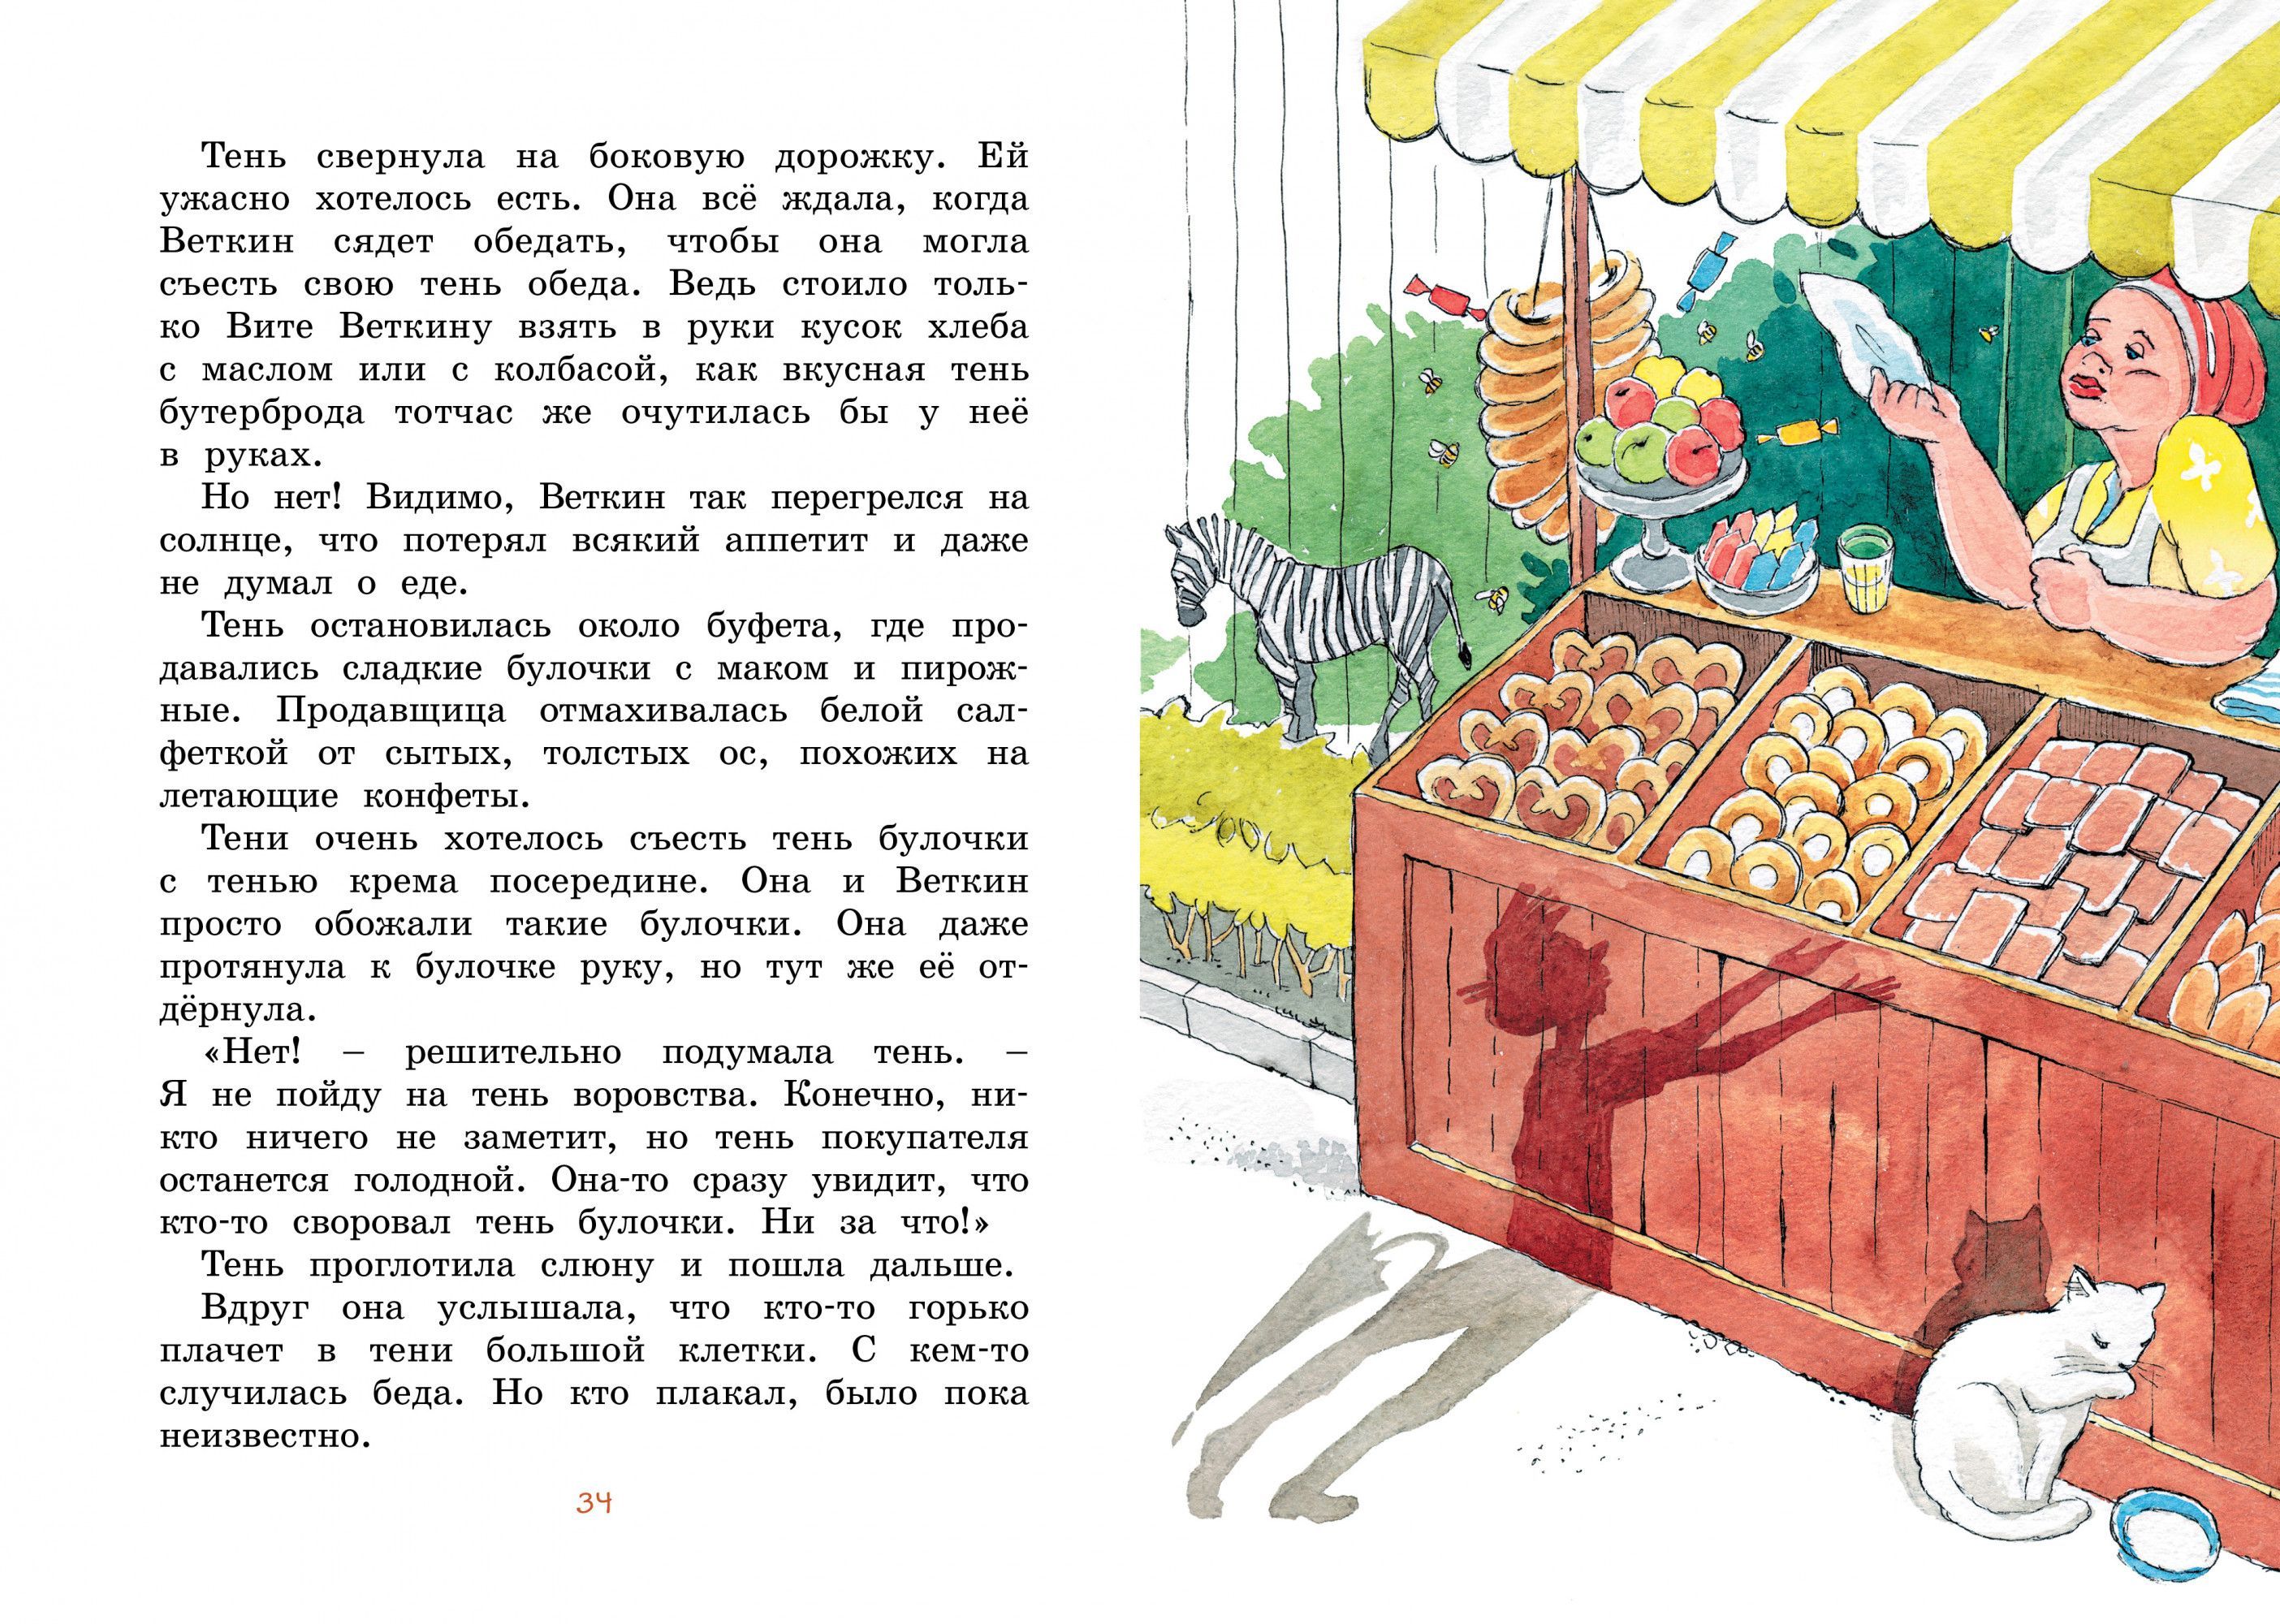 Тень свернула на боковую дорожку. Ей
ужасно хотелось есть. Она всё ждала, когда
Веткин сядет обедать, чтобы она могла
съесть свою тень обеда. Ведь стоило толь-
ко Вите Веткину взять в руки кусок хлеба
с маслом или с колбасой, как вкусная тень
бутерброда тотчас же очутилась бы у неё
в руках.
Но нет! Видимо, Веткин так перегрелся на
солнце, что потерял всякий аппетит и даже
не думал о еде.
Тень остановилась около буфета, где про-
давались сладкие булочки с маком и пирож-
ные. Продавщица отмахивалась белой сал-
феткой от сытых, толстых ос, похожих на
летающие конфеты.
Тени очень хотелось съесть тень булочки
с тенью крема посередине. Она и Веткин
просто обожали такие булочки. Она даже
протянула к булочке руку, но тут же её от-
дёрнула.
«Нет! – решительно подумала тень. –
Я не пойду на тень воровства. Конечно, ни-
кто ничего не заметит, но тень покупателя
останется голодной. Она-то сразу увидит, что
кто-то своровал тень булочки. Ни за что!»
Тень проглотила слюну и пошла дальше.
Вдруг она услышала, что кто-то горько
плачет в тени большой клетки. С кем-то
случилась беда. Но кто плакал, было пока
неизвестно.
34